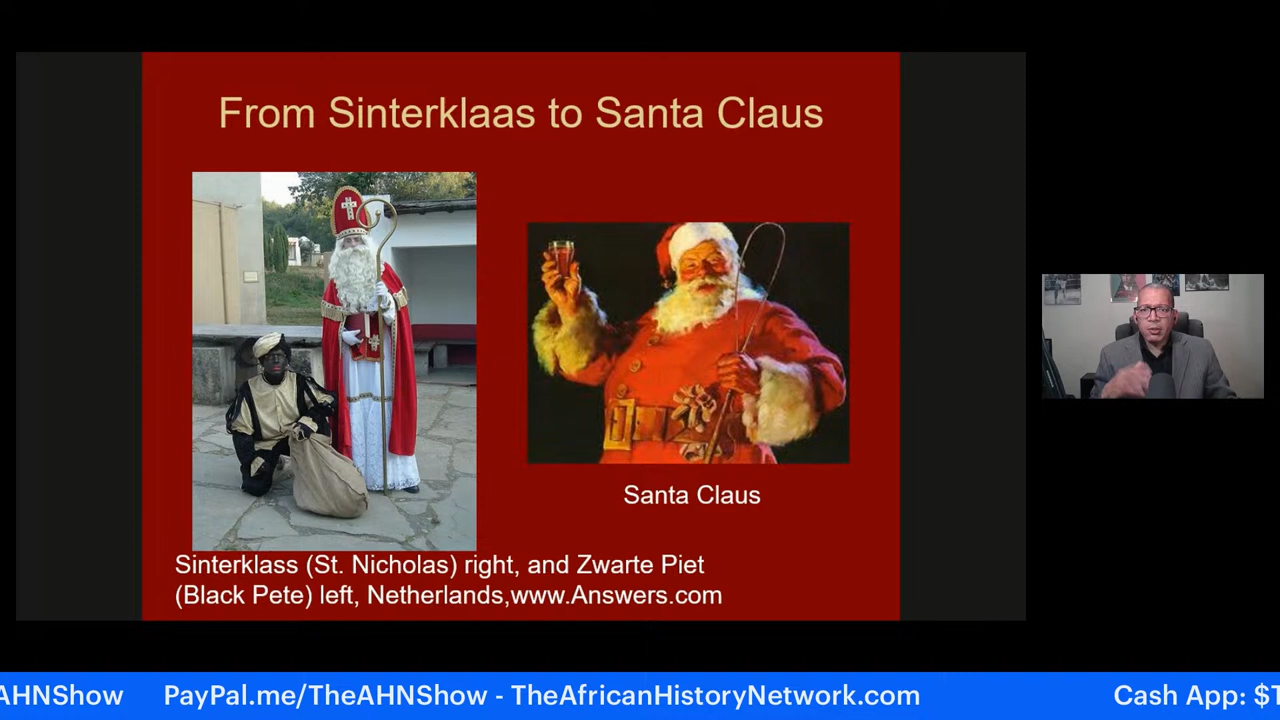 From Sinterklaas to Santa Claus
Santa Claus
Sinterklass (St. Nicholas) right, and Zwarte Piet
(Black Pete) left, Netherlands,www.Answers.com
AHNShow PayPal.me/TheAHNShow - TheAfricanHistoryNetwork.com Cash App: $